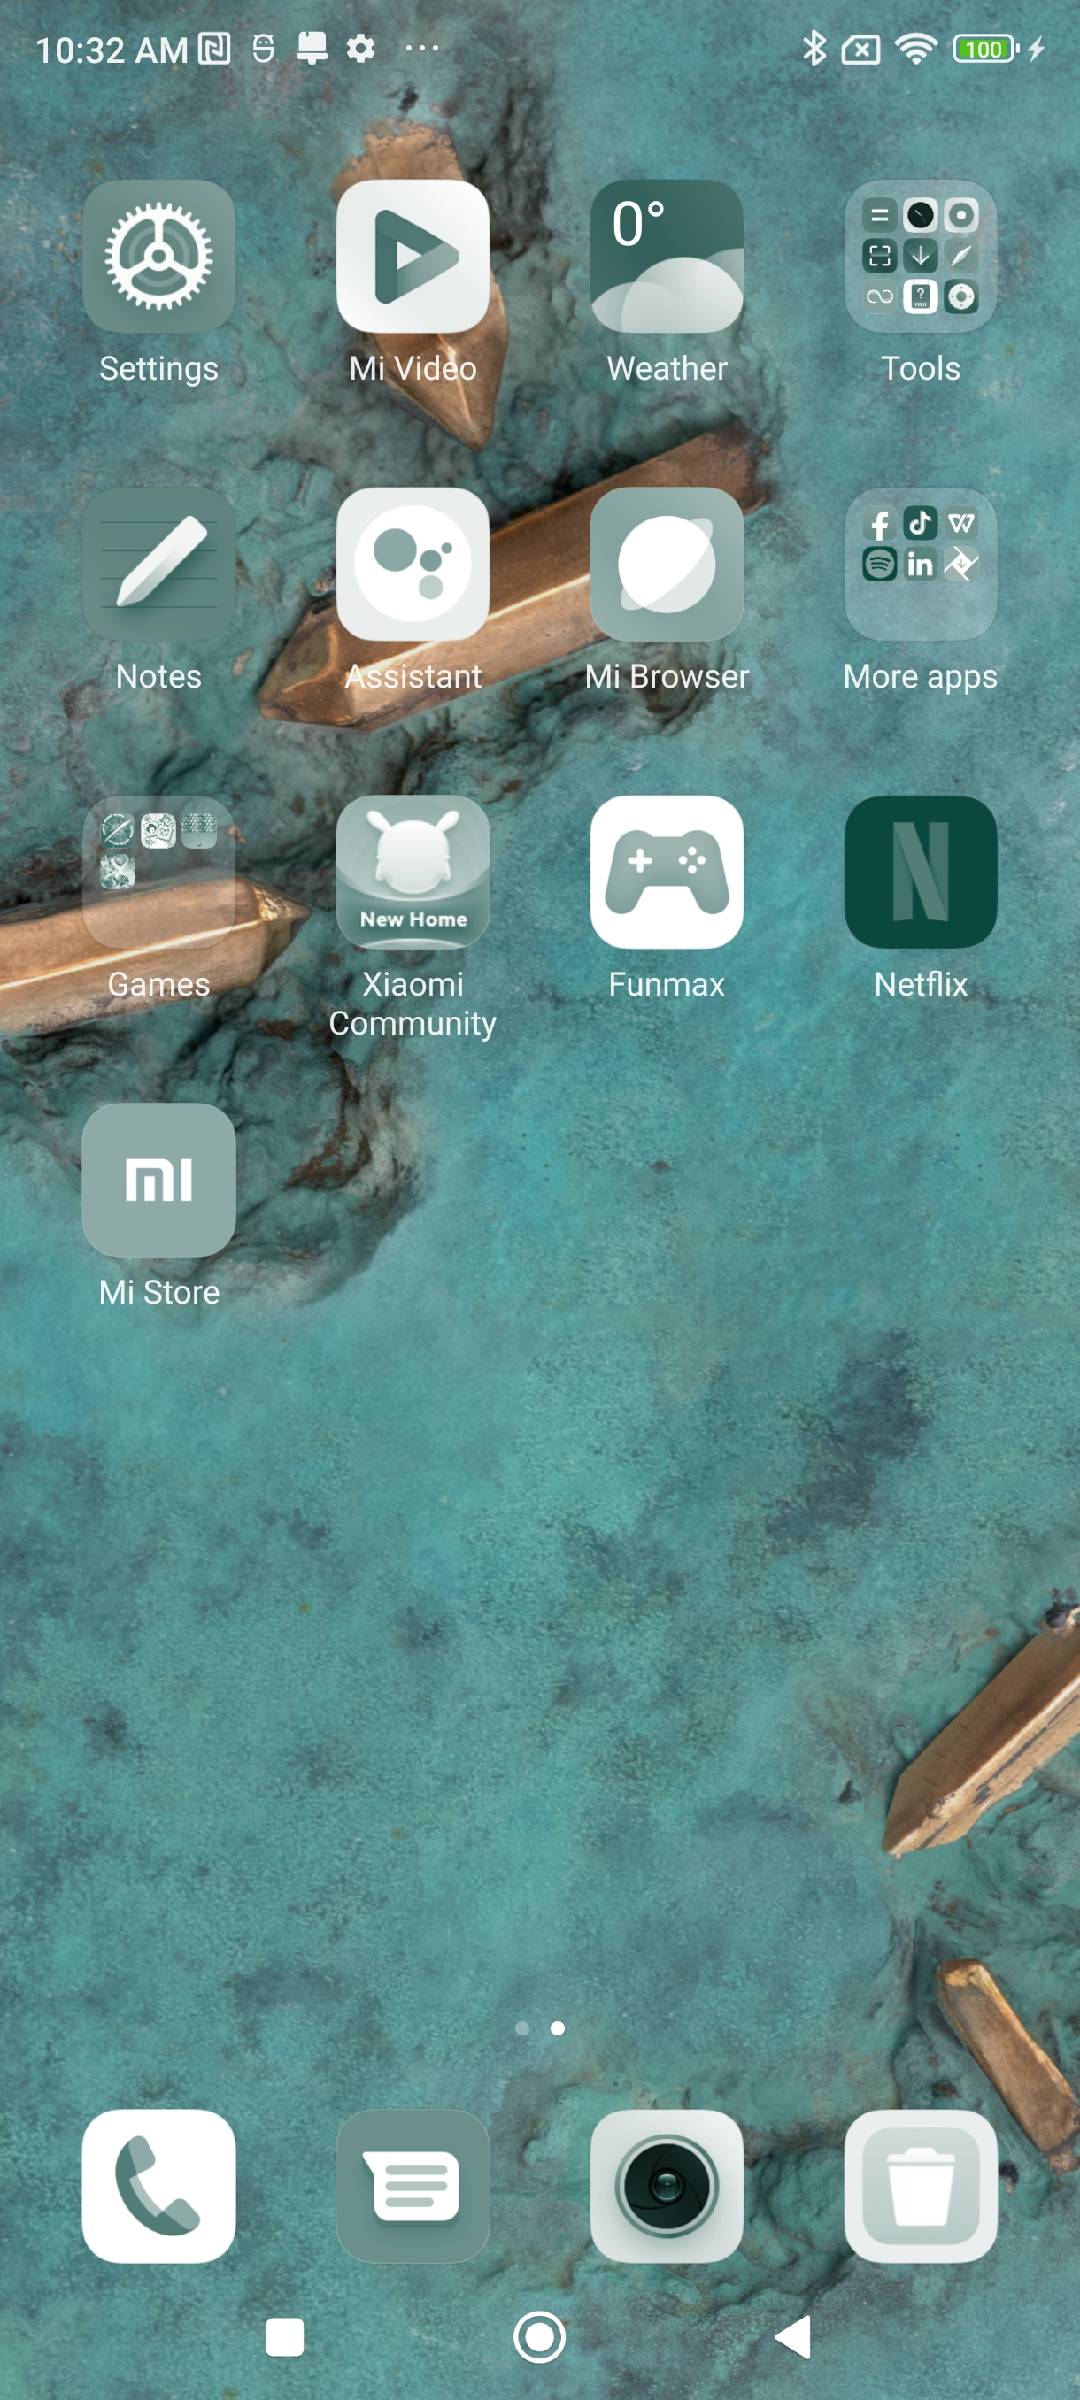 10:32 AM
100
0°
Settings
Mi Video
Weather
Tools
Notes
Assistant
Mi Browser
More apps
New Home
Games
Xiaomi
Community
Funmax
N
Netflix
mi
Mi Store